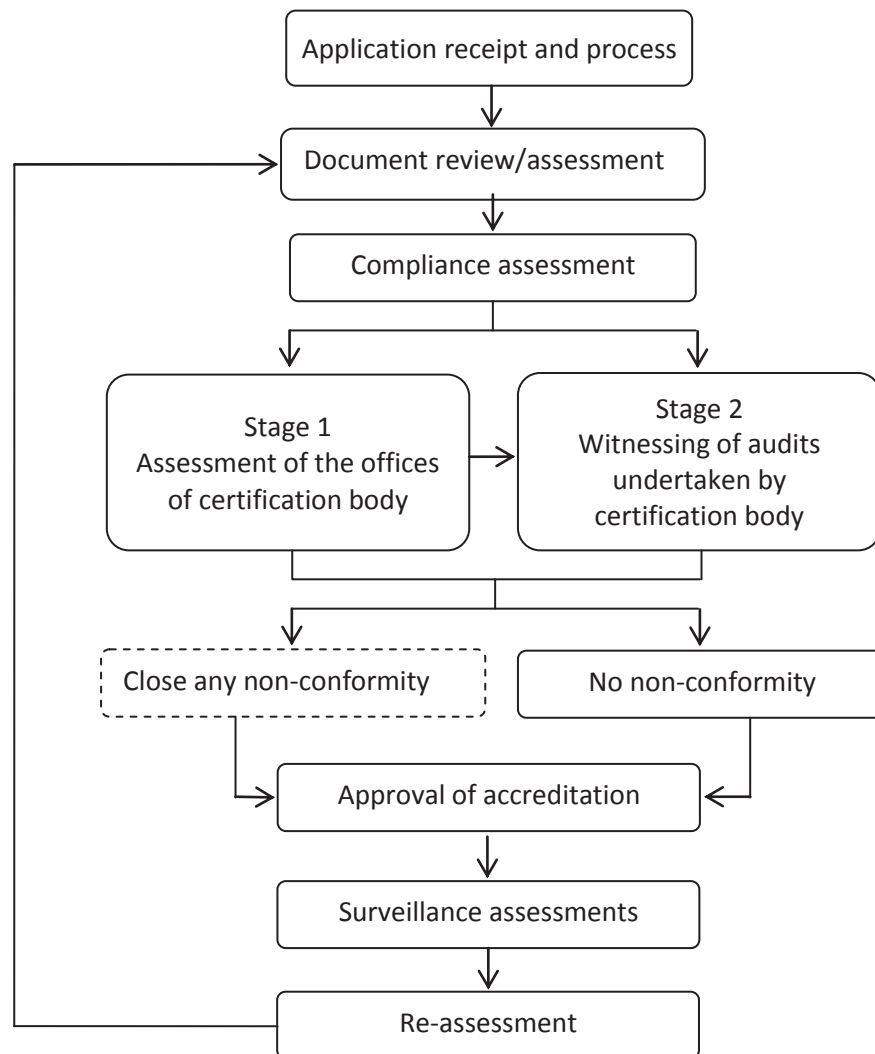 Application receipt and process
Document review/assessment
Compliance assessment
Stage 1
Assessment of the offices
of certification body
Stage 2
Witnessing of audits
undertaken by
certification body
Close any non-conformity
No non-conformity
Approval of accreditation
Surveillance assessments
Re-assessment